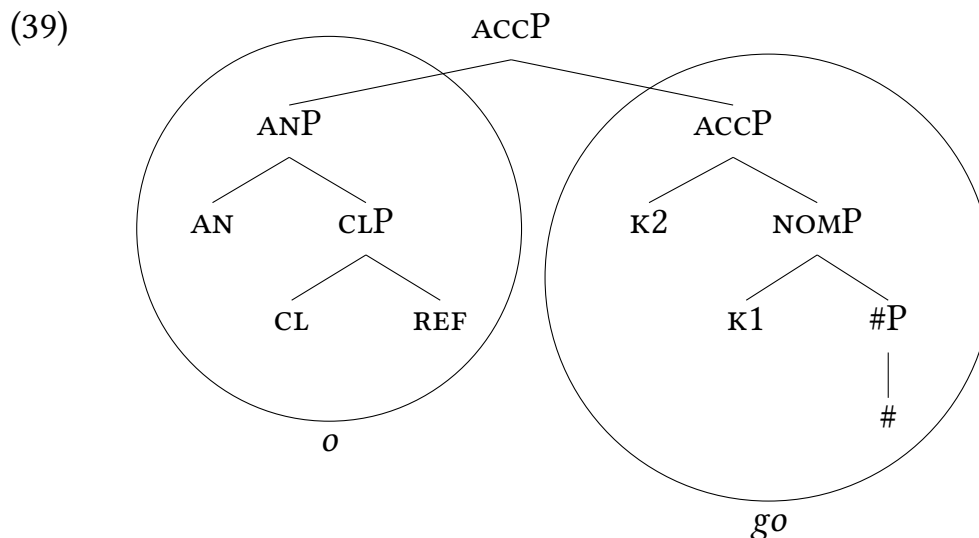 (39)
ACCP
ANP ACCP
AN CLP K2 NOMP
CL REF K1 #P
#
o
go